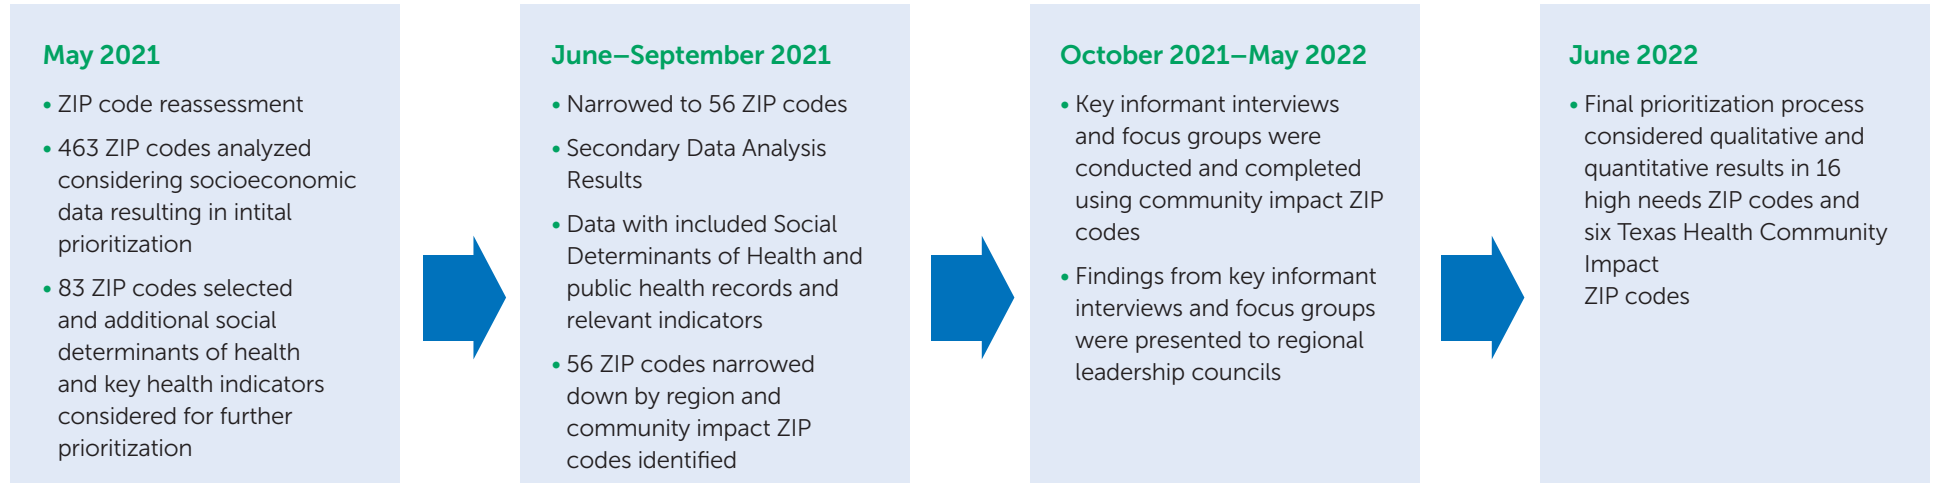 May 2021
• ZIP code reassessment
• 463 ZIP codes analyzed
considering socioeconomic
data resulting in intital
prioritization
• 83 ZIP codes selected
and additional social
determinants of health
and key health indicators
considered for further
prioritization
June–September 2021
• Narrowed to 56 ZIP codes
• Secondary Data Analysis
Results
• Data with included Social
Determinants of Health and
public health records and
relevant indicators
• 56 ZIP codes narrowed
down by region and
community impact ZIP
codes identified
October 2021–May 2022
• Key informant interviews
and focus groups were
conducted and completed
using community impact ZIP
codes
• Findings from key informant
interviews and focus groups
were presented to regional
leadership councils
June 2022
• Final prioritization process
considered qualitative and
quantitative results in 16
high needs ZIP codes and
six Texas Health Community
Impact
ZIP codes